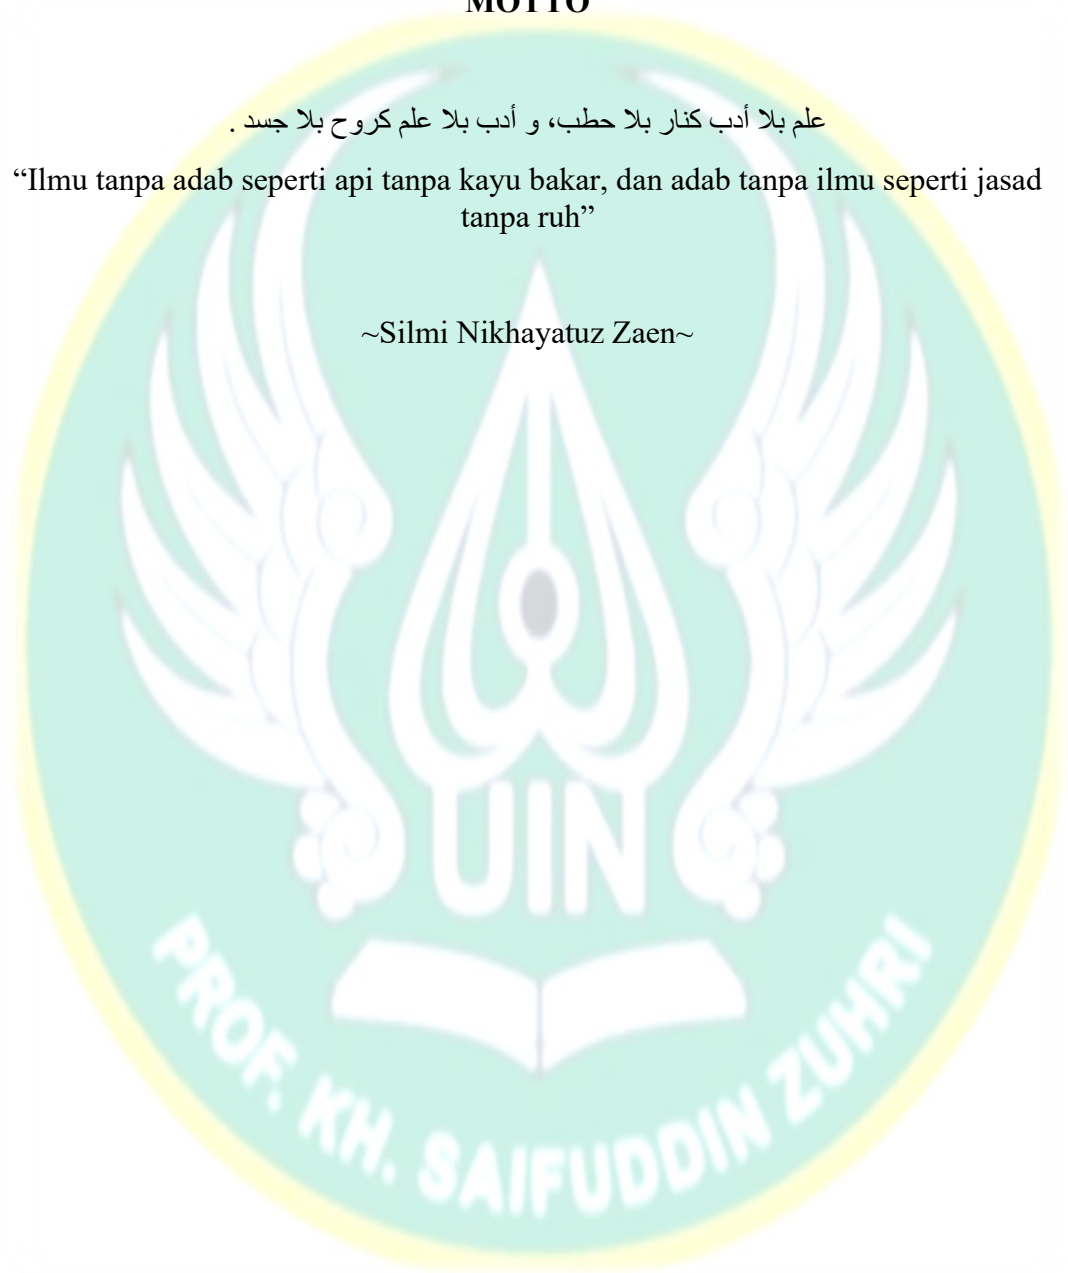 MOTTO
علم بلا أدب كنار بلا حطب، و أدب بلا علم كروح بلا جسد .
“Ilmu tanpa adab seperti api tanpa kayu bakar, dan adab tanpa ilmu seperti jasad
tanpa ruh”
~Silmi Nikhayatuz Zaen~
UIN
PROF. KH. SAIFUDDIN ZUHRI